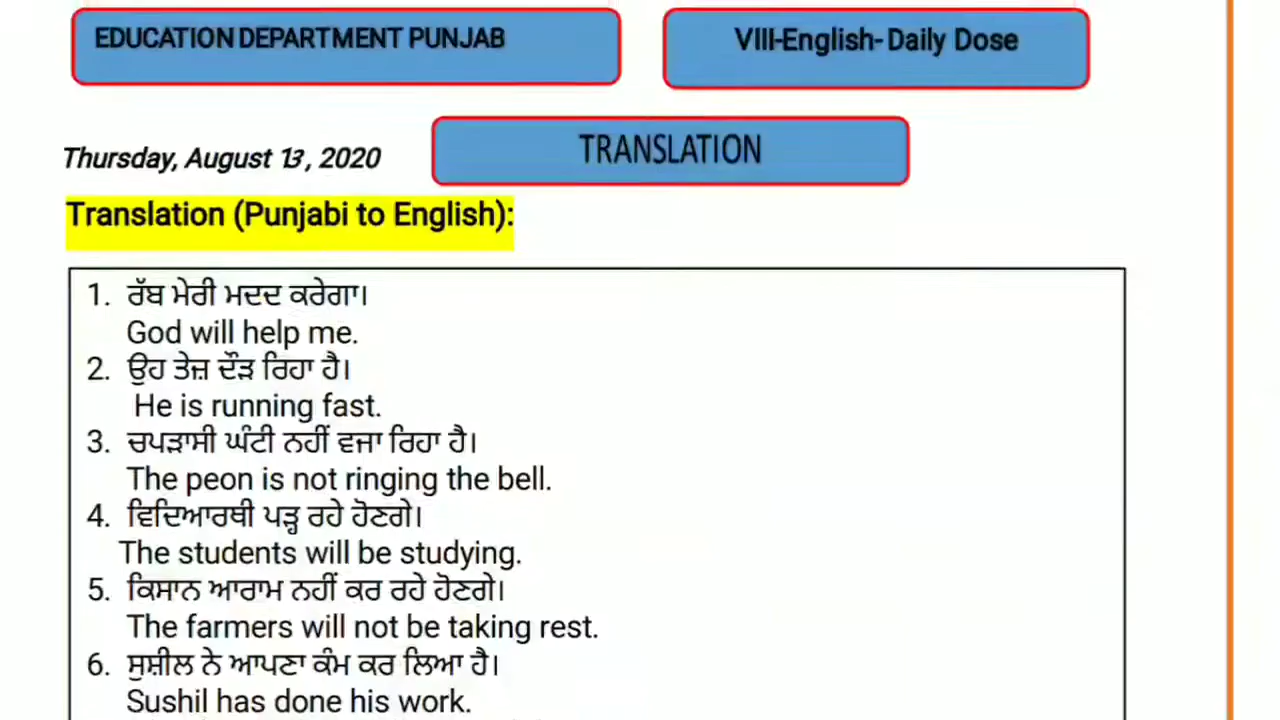 EDUCATION DEPARTMENT PUNJAB
VIII-English- Daily Dose
Thursday, August 13, 2020
TRANSLATION
Translation (Punjabi to English):
1. ਰੱਬ ਮੇਰੀ ਮਦਦ ਕਰੇਗਾ।
God will help me.
2. ਉਹ ਤੇਜ਼ ਦੌੜ ਰਿਹਾ ਹੈ।
He is running fast.
3. ਚਪੜਾਸੀ ਘੰਟੀ ਨਹੀਂ ਵਜਾ ਰਿਹਾ ਹੈ।
The peon is not ringing the bell.
4. ਵਿਦਿਆਰਥੀ ਪੜ੍ਹ ਰਹੇ ਹੋਣਗੇ।
The students will be studying.
5. ਕਿਸਾਨ ਆਰਾਮ ਨਹੀਂ ਕਰ ਰਹੇ ਹੋਣਗੇ।
The farmers will not be taking rest.
6. ਸੁਸ਼ੀਲ ਨੇ ਆਪਣਾ ਕੰਮ ਕਰ ਲਿਆ ਹੈ।
Sushil has done his work.